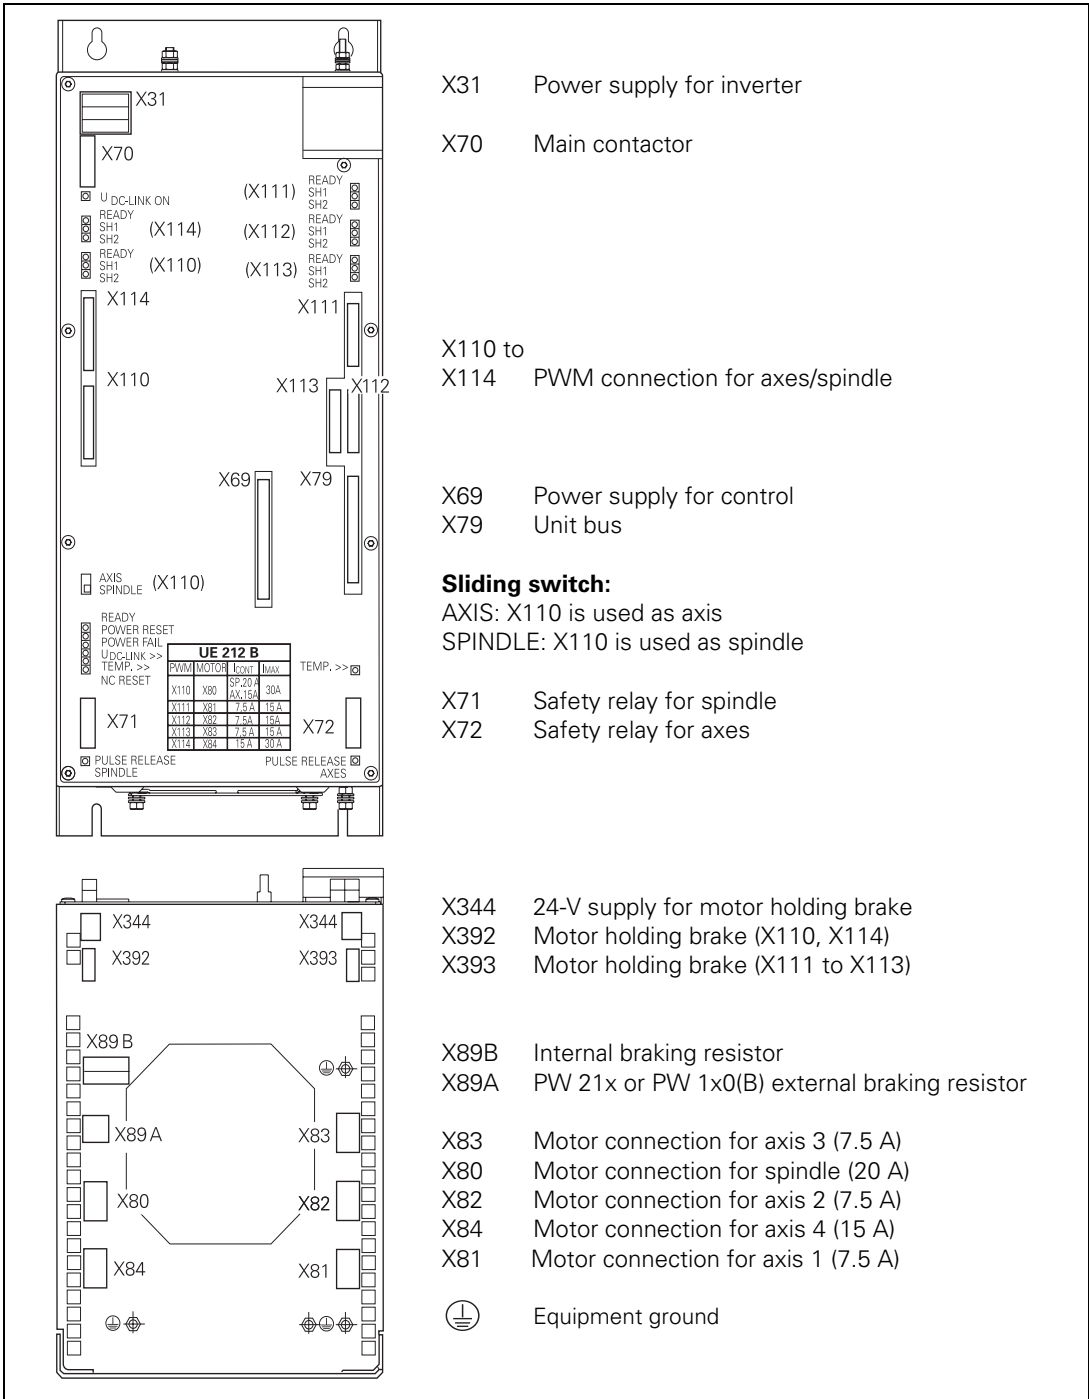 X31 Power supply for inverter
X70 Main contactor
X110 to
X114 PWM connection for axes/spindle
X69 Power supply for control
X79 Unit bus
Sliding switch:
AXIS: X110 is used as axis
SPINDLE: X110 is used as spindle
X71 Safety relay for spindle
X72 Safety relay for axes
X31
X70
U DC-LINK ON
READY
SH1 (X114)
SH2
READY
SH1 (X110)
SH2
READY
(X111) SH1
SH2
READY
(X112) SH1
SH2
READY
(X113) SH1
SH2
X114
X111
X110
X113 X112
X69
X79
AXIS
SPINDLE (X110)
READY
POWER RESET
POWER FAIL
UDC-LINK >>
TEMP. >>
NC RESET
UE 212 B
PWM MOTOR ICONT IMAX
X110 X80 SP.20 A AX.15A 30A
X111 X81 7,5 A 15 A
X112 X82 7.5A 15A
X113 X83 7,5 A 15 A
X114 X84 15 A 30 A
TEMP. >>
X71
X72
PULSE RELEASE
SPINDLE
PULSE RELEASE
AXES
X344 24-V supply for motor holding brake
X392 Motor holding brake (X110, X114)
X393 Motor holding brake (X111 to X113)
X89B Internal braking resistor
X89A PW 21x or PW 1x0(B) external braking resistor
X83 Motor connection for axis 3 (7.5 A)
X80 Motor connection for spindle (20 A)
X82 Motor connection for axis 2 (7.5 A)
X84 Motor connection for axis 4 (15 A)
X81 Motor connection for axis 1 (7.5 A)
Equipment ground
X344 X344
X392 X393
X89 B
X89 A X83
X80 X82
X84 X81